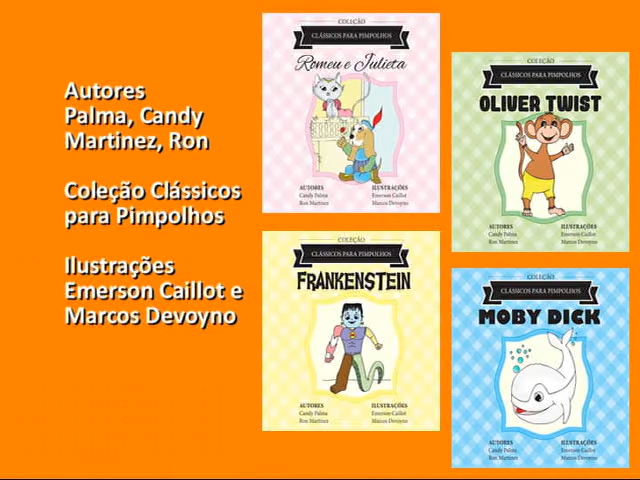 Autores
Palma, Candy
Martinez, Ron
Coleção Clássicos
para Pimpolhos
Ilustrações
Emerson Caillot e
Marcos Devoyno
COLEÇÃO
CLÁSSICOS PARA PIMPOLHOS
Romeu e Julieta
AUTORES
Candy Palma
Ron Martinez
ILUSTRAÇÕES
Emerson Caillot
Marcos Devoyno
COLEÇÃO
CLÁSSICOS PARA PIMPOLHOS
OLIVER TWIST
AUTORES
Candy Palma
Ron Martinez
ILUSTRAÇÕES
Emerson Caillot
Marcos Devoyno
COLEÇÃO
CLÁSSICOS PARA PIMPOLHOS
FRANKENSTEIN
AUTORES
Candy Palma
Ron Martinez
ILUSTRAÇÕES
Emerson Caillot
Marcos Devoyno
COLEÇÃO
CLÁSSICOS PARA PIMPOLHOS
MOBY DICK
AUTORES
Candy Palma
Ron Martinez
ILUSTRAÇÕES
Emerson Caillot
Marcos Devoyno